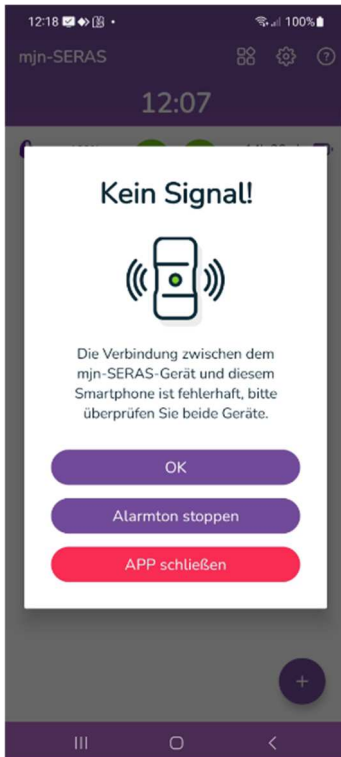 12:18
100%
mjn-SERAS
12:07
Kein Signal!
Die Verbindung zwischen dem
mjn-SERAS-Gerät und diesem
Smartphone ist fehlerhaft, bitte
überprüfen Sie beide Geräte.
OK
Alarmton stoppen
APP schließen